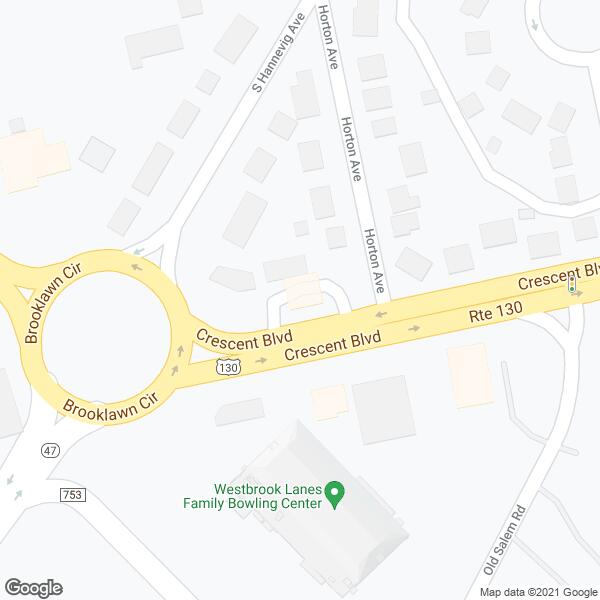 S Hannevig Ave
Horton Ave
Horton Ave
Horton Ave
Brooklawn Cir
Crescent Blvd
Rte 130
Crescent Blvd
Crescent Blvd
130
Brooklawn Cir
47
753
Westbrook Lanes
Family Bowling Center
Old Salem Rd
Google
Map data ©2021 Google